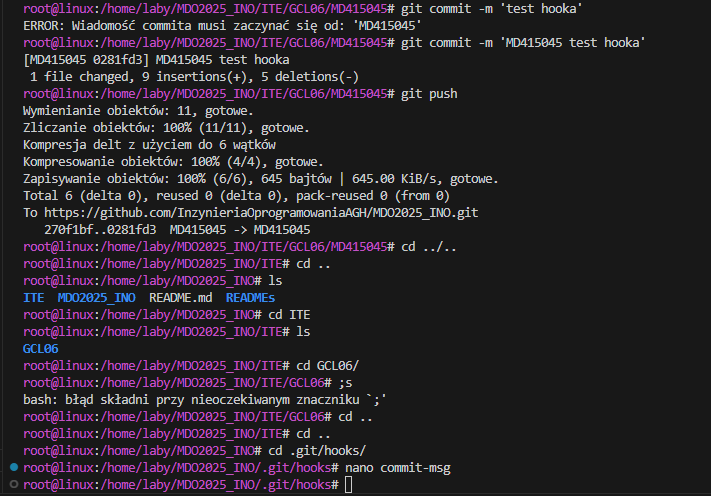 root@linux:/home/laby/MDO2025_INO/ITE/GCL06/MD415045# git commit -m 'test hooka'
ERROR: Wiadomość commita musi zaczynać się od: 'MD415045'
root@linux:/home/laby/MDO2025_INO/ITE/GCL06/MD415045# git commit -m 'MD415045 test hooka'
[MD415045 0281fd3] MD415045 test hooka
 1 file changed, 9 insertions(+), 5 deletions(-)
root@linux:/home/laby/MDO2025_INO/ITE/GCL06/MD415045# git push
Wymienianie obiektów: 11, gotowe.
Zliczanie obiektów: 100% (11/11), gotowe.
Kompresja delt z użyciem do 6 wątków
Kompresowanie obiektów: 100% (4/4), gotowe.
Zapisywanie obiektów: 100% (6/6), 645 bajtów | 645.00 KiB/s, gotowe.
Total 6 (delta 0), reused 0 (delta 0), pack-reused 0 (from 0)
To https://github.com/InzynieriaOprogramowaniaAGH/MDO2025_INO.git
   270f1bf..0281fd3  MD415045 -> MD415045
root@linux:/home/laby/MDO2025_INO/ITE/GCL06/MD415045# cd ../..
root@linux:/home/laby/MDO2025_INO/ITE# cd ..
root@linux:/home/laby/MDO2025_INO# ls
ITE  MDO2025_INO  README.md  READMEs
root@linux:/home/laby/MDO2025_INO# cd ITE
root@linux:/home/laby/MDO2025_INO/ITE# ls
GCL06
root@linux:/home/laby/MDO2025_INO/ITE# cd GCL06/
root@linux:/home/laby/MDO2025_INO/ITE/GCL06# ;s
bash: błąd składni przy nieoczekiwanym znaczniku `;'
root@linux:/home/laby/MDO2025_INO/ITE/GCL06# cd ..
root@linux:/home/laby/MDO2025_INO/ITE# cd ..
root@linux:/home/laby/MDO2025_INO# cd .git/hooks/
root@linux:/home/laby/MDO2025_INO/.git/hooks# nano commit-msg
root@linux:/home/laby/MDO2025_INO/.git/hooks#